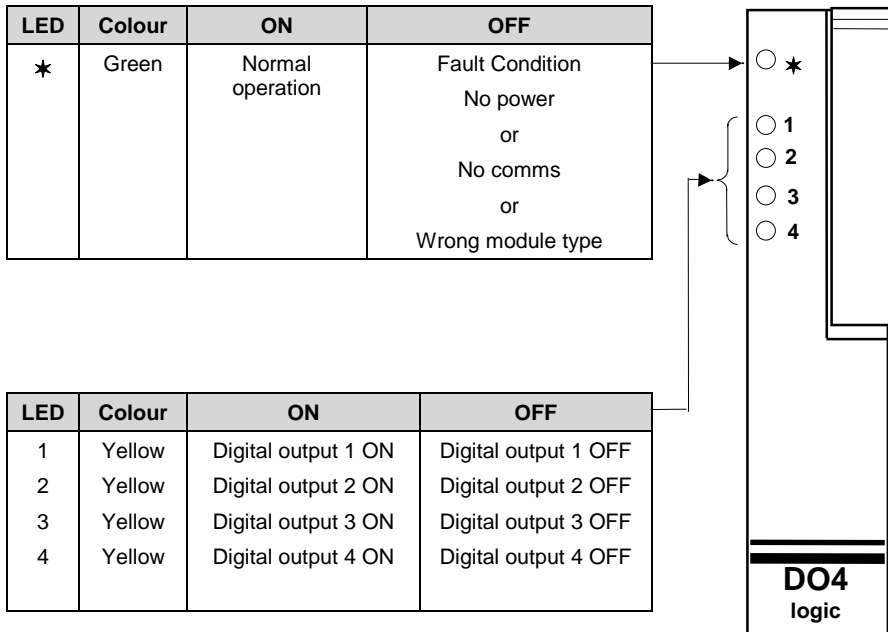 LED Colour ON OFF
✶ Green Normal operation Fault Condition
No power
or
No comms
or
Wrong module type
✶
1
2
3
4
LED Colour ON OFF
1 Yellow Digital output 1 ON Digital output 1 OFF
2 Yellow Digital output 2 ON Digital output 2 OFF
3 Yellow Digital output 3 ON Digital output 3 OFF
4 Yellow Digital output 4 ON Digital output 4 OFF
DO4
logic